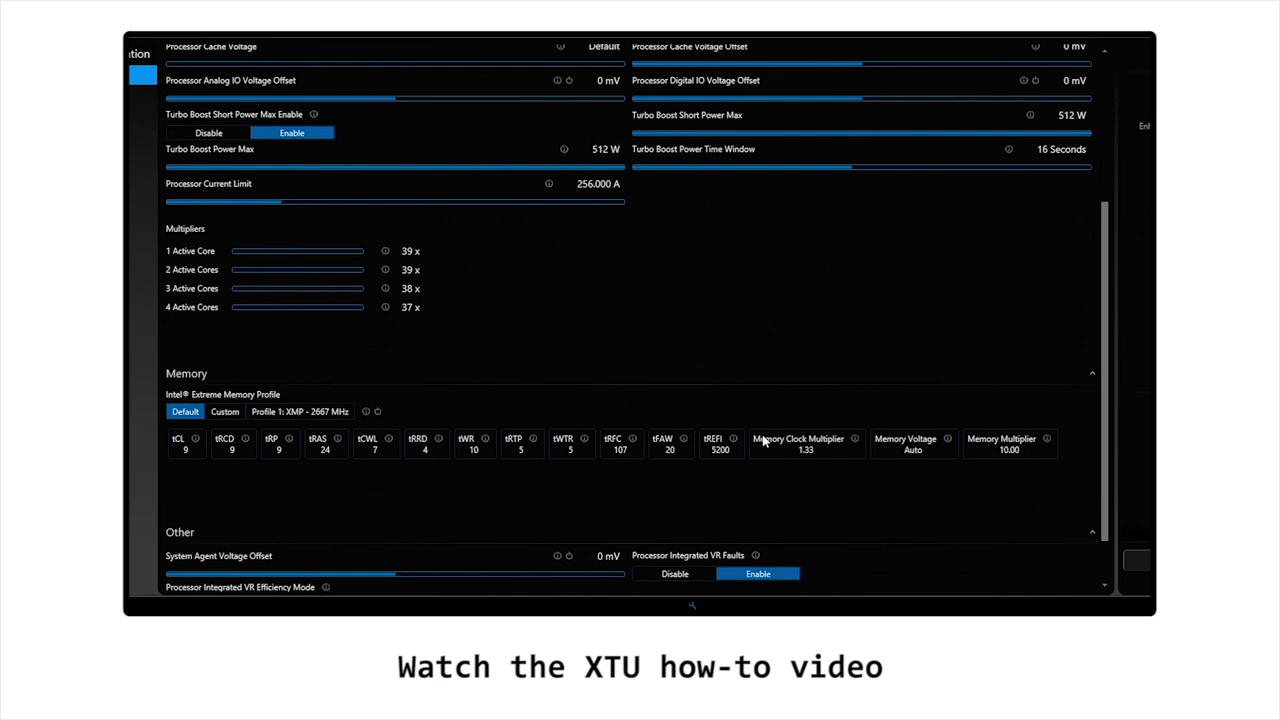 ntion
Processor Cache Voltage Default Processor Cache Voltage Offset 0 mV
Processor Analog IO Voltage Offset 0 mV Processor Digital IO Voltage Offset 0 mV
Turbo Boost Short Power Max Enable Turbo Boost Short Power Max 512 W
Enh
Disable Enable
Turbo Boost Power Max 512 W Turbo Boost Power Time Window 16 Seconds
Processor Current Limit 256.000 A
Multipliers
1 Active Core 39 x
2 Active Cores 39 x
3 Active Cores 38 x
4 Active Cores 37 x
Memory
Intel® Extreme Memory Profile
Default Custom Profile 1: XMP - 2667 MHz
tCL tRCD tRP tRAS tCWL tRRD tWR tRTP tWTR tRFC tFAW tREFI Memory Clock Multiplier Memory Voltage Memory Multiplier
9 9 9 24 7 4 10 5 5 107 20 5200 1.33 Auto 10.00
Other
System Agent Voltage Offset 0 mV Processor Integrated VR Faults
Disable Enable
Processor Integrated VR Efficiency Mode
Watch the XTU how-to video